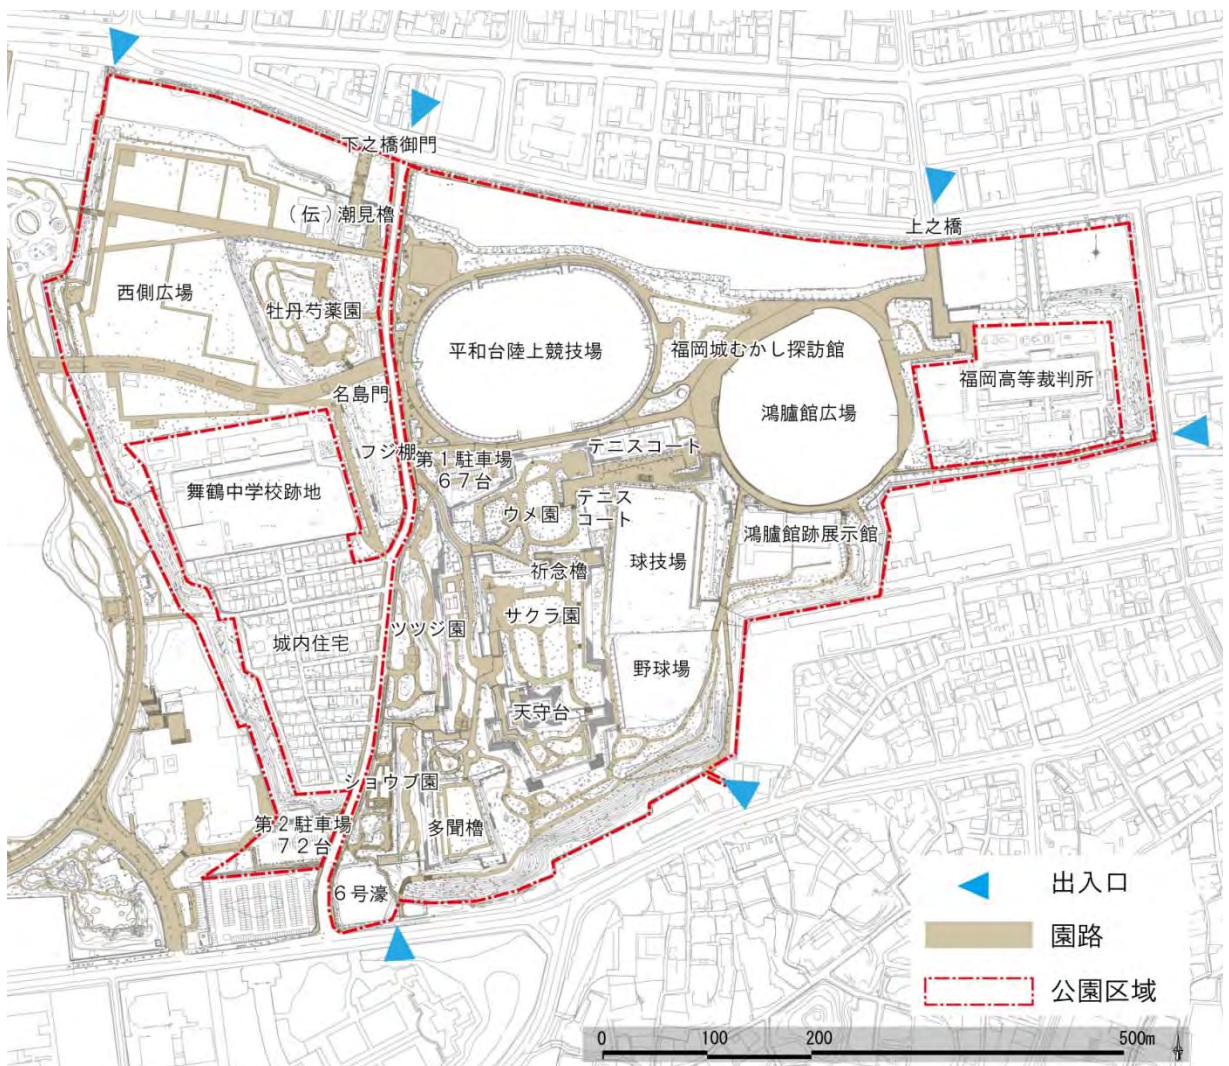 下之橋御門
(伝)潮見櫓
上之橋
西側広場
牡丹芍薬園
平和台陸上競技場
福岡城むかし探訪館
福岡高等裁判所
名島門
鴻臚館広場
フジ棚
第1駐車場
67台
テニスコート
舞鶴中学校跡地
ウメ園
テニス
コート
鴻臚館跡展示館
祈念櫓
球技場
サクラ園
ツツジ園
城内住宅
野球場
天守台
ショウブ園
多聞櫓
第2駐車場
72台
6号濠
出入口
園路
公園区域
0 100 200 500m